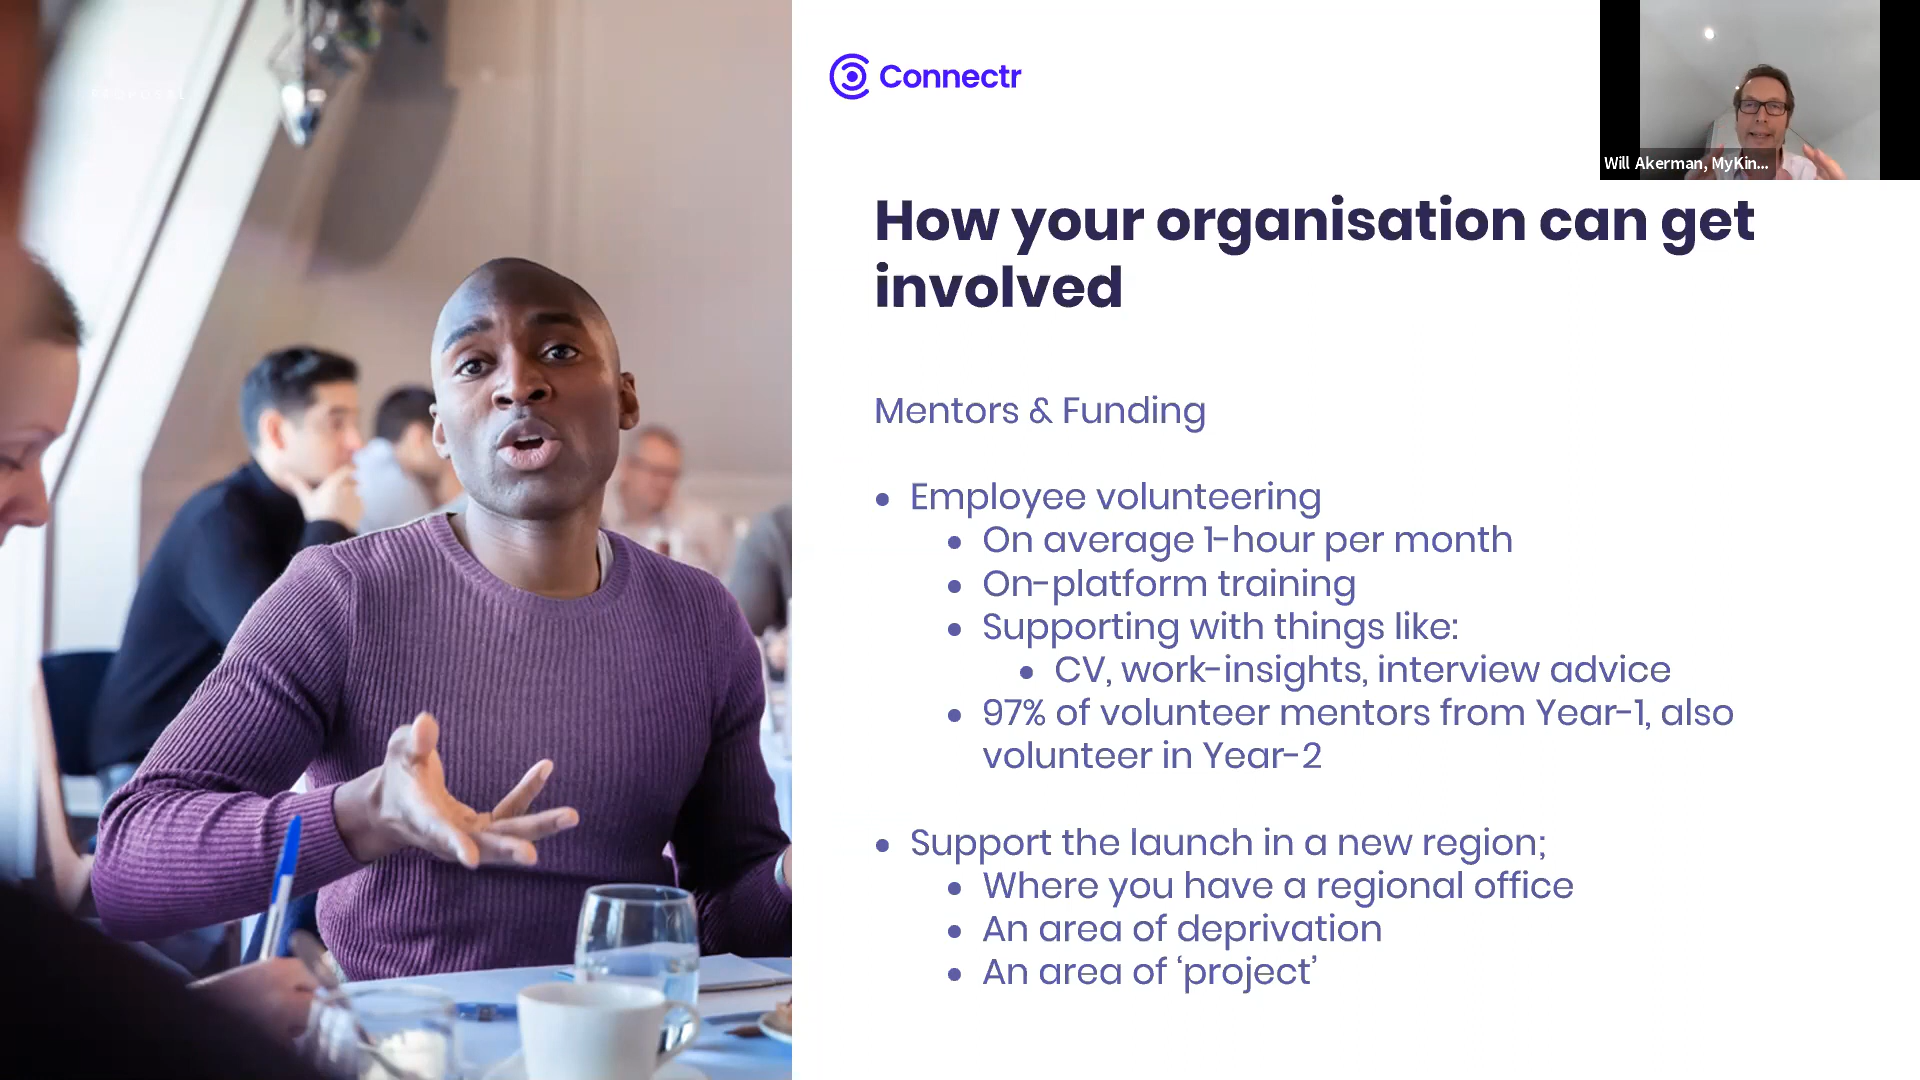 Connectr
Will Akerman, MyKin...
How your organisation can get
involved
Mentors & Funding
• Employee volunteering
• On average 1-hour per month
• On-platform training
• Supporting with things like:
• CV, work-insights, interview advice
• 97% of volunteer mentors from Year-1, also
volunteer in Year-2
• Support the launch in a new region;
• Where you have a regional office
• An area of deprivation
• An area of ‘project’